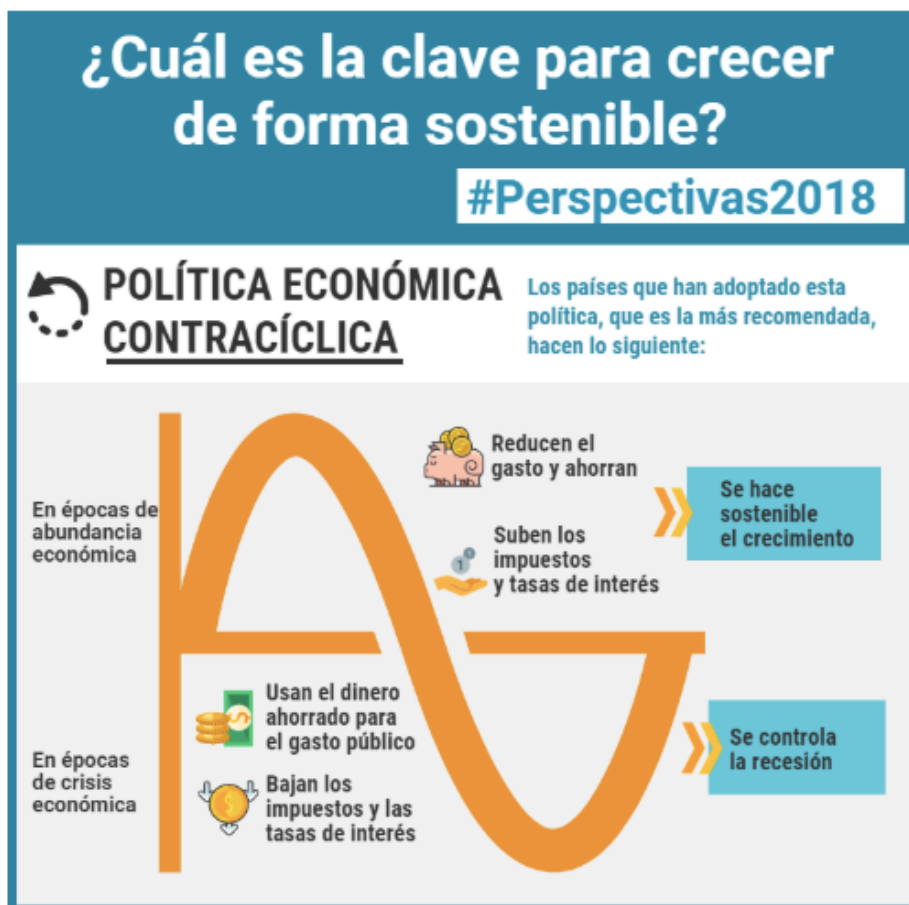 ¿Cuál es la clave para crecer
de forma sostenible?
#Perspectivas2018
POLÍTICA ECONÓMICA
CONTRACÍCLICA
Los países que han adoptado esta
política, que es la más recomendada,
hacen lo siguiente:
En épocas de
abundancia
económica
Reducen el
gasto y ahorran
Suben los
impuestos
y tasas de interés
Se hace
sostenible
el crecimiento
En épocas
de crisis
económica
Usan el dinero
ahorrado para
el gasto público
Bajan los
impuestos y las
tasas de interés
Se controla
la recesión